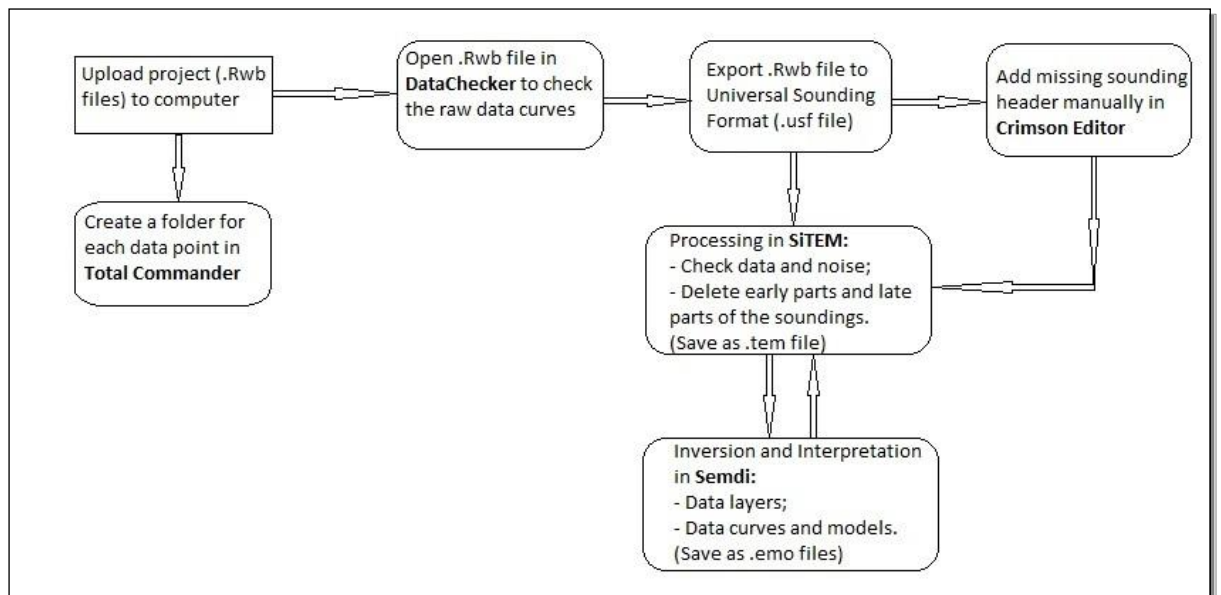 Upload project (.Rwb
files) to computer
Open .Rwb file in
DataChecker to check
the raw data curves
Export .Rwb file to
Universal Sounding
Format (.usf file)
Add missing sounding
header manually in
Crimson Editor
Create a folder for
each data point in
Total Commander
Processing in SiTEM:
- Check data and noise;
- Delete early parts and late
parts of the soundings.
(Save as .tem file)
Inversion and Interpretation
in Semdi:
- Data layers;
- Data curves and models.
(Save as .emo files)